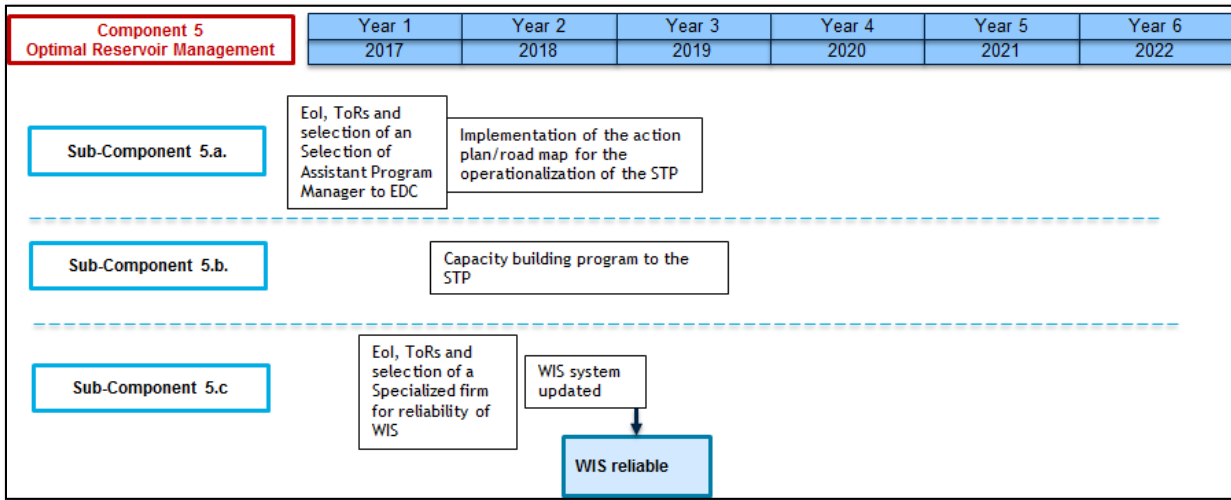 Component 5
Optimal Reservoir Management
Year 1 Year 2 Year 3 Year 4 Year 5 Year 6
2017 2018 2019 2020 2021 2022
Sub-Component 5.a.
EoI, ToRs and
selection of an
Selection of
Assistant Program
Manager to EDC
Implementation of the action
plan/road map for the
operationalization of the STP
Sub-Component 5.b.
Capacity building program to the
STP
Sub-Component 5.c
EoI, ToRs and
selection of a
Specialized firm
for reliability of
WIS
WIS system
updated
WIS reliable